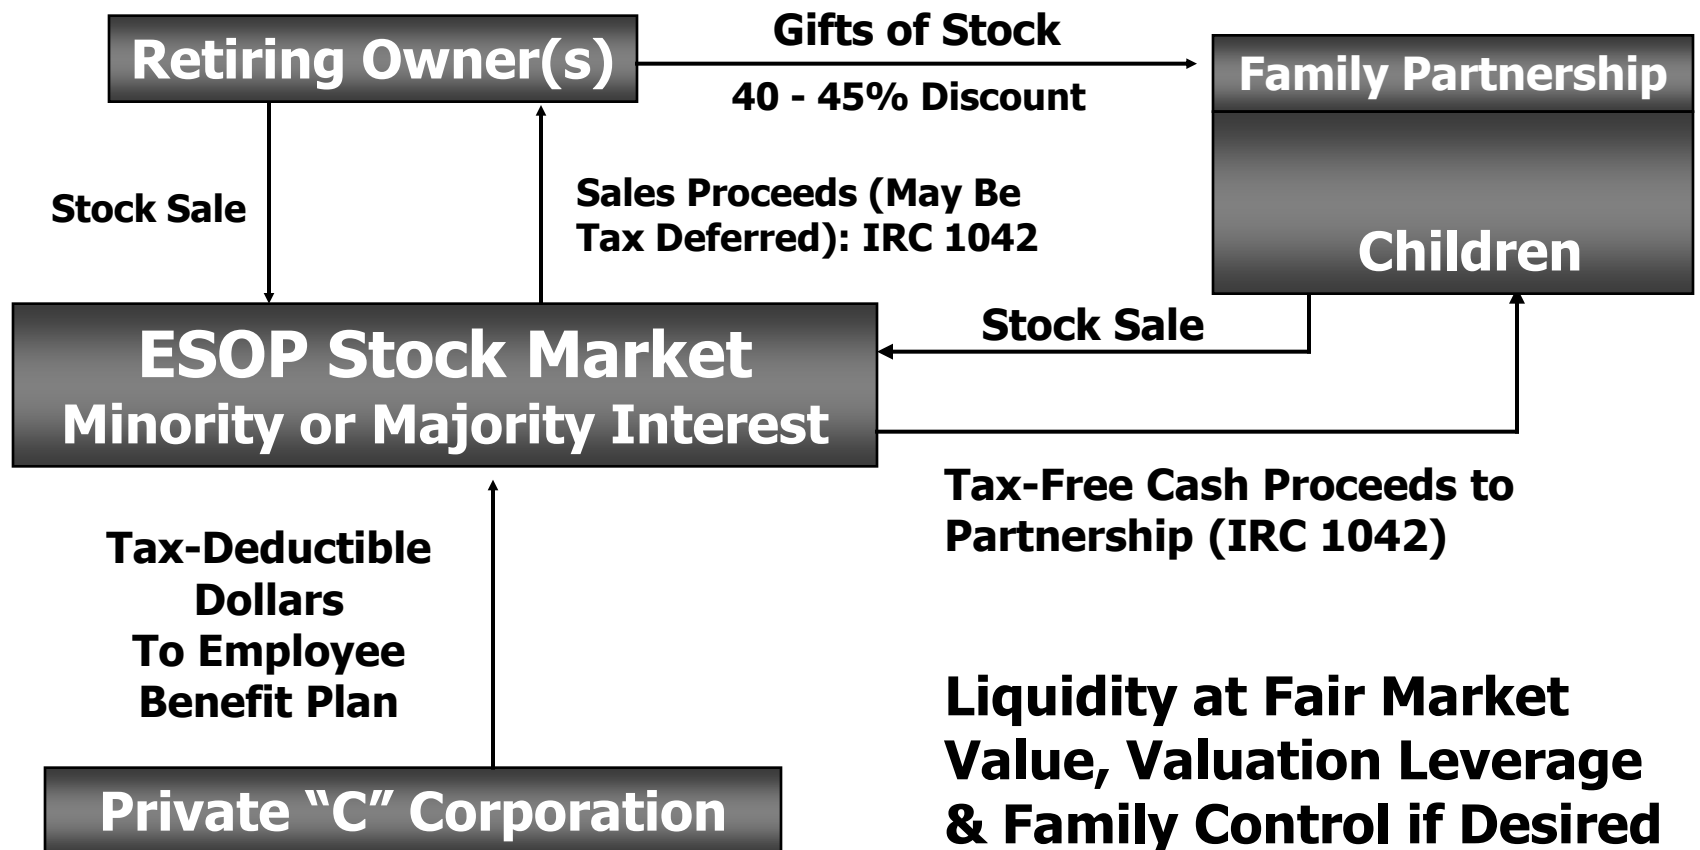 Retiring Owner(s)
Gifts of Stock
40 - 45% Discount
Family Partnership
Children
Stock Sale
Sales Proceeds (May Be
Tax Deferred): IRC 1042
Stock Sale
ESOP Stock Market
Minority or Majority Interest
Tax-Free Cash Proceeds to
Partnership (IRC 1042)
Tax-Deductible
Dollars
To Employee
Benefit Plan
Private “C” Corporation
Liquidity at Fair Market
Value, Valuation Leverage
& Family Control if Desired